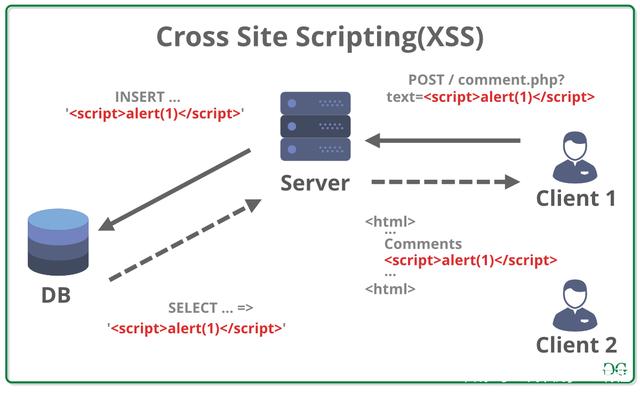 Cross Site Scripting(XSS)
INSERT ...
'<script>alert(1)</script>'
POST / comment.php?
text=<script>alert(1)</script>
Server
Client 1
<html>
...
Comments
<script>alert(1)</script>
...
<html>
DB
SELECT ... =>
'<script>alert(1)</script>'
Client 2